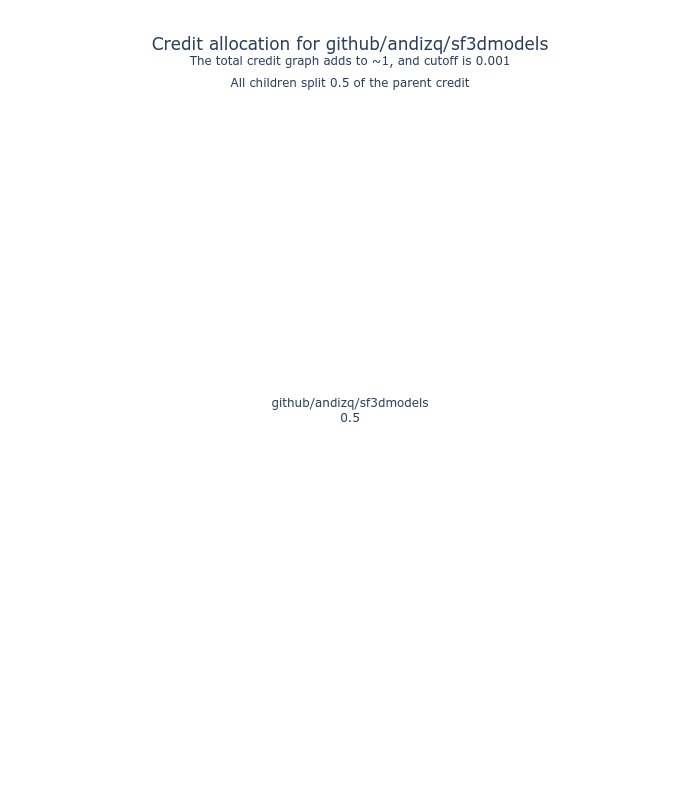 Credit allocation for github/andizq/sf3dmodels
The total credit graph adds to ~1, and cutoff is 0.001
All children split 0.5 of the parent credit
github/andizq/sf3dmodels
0.5